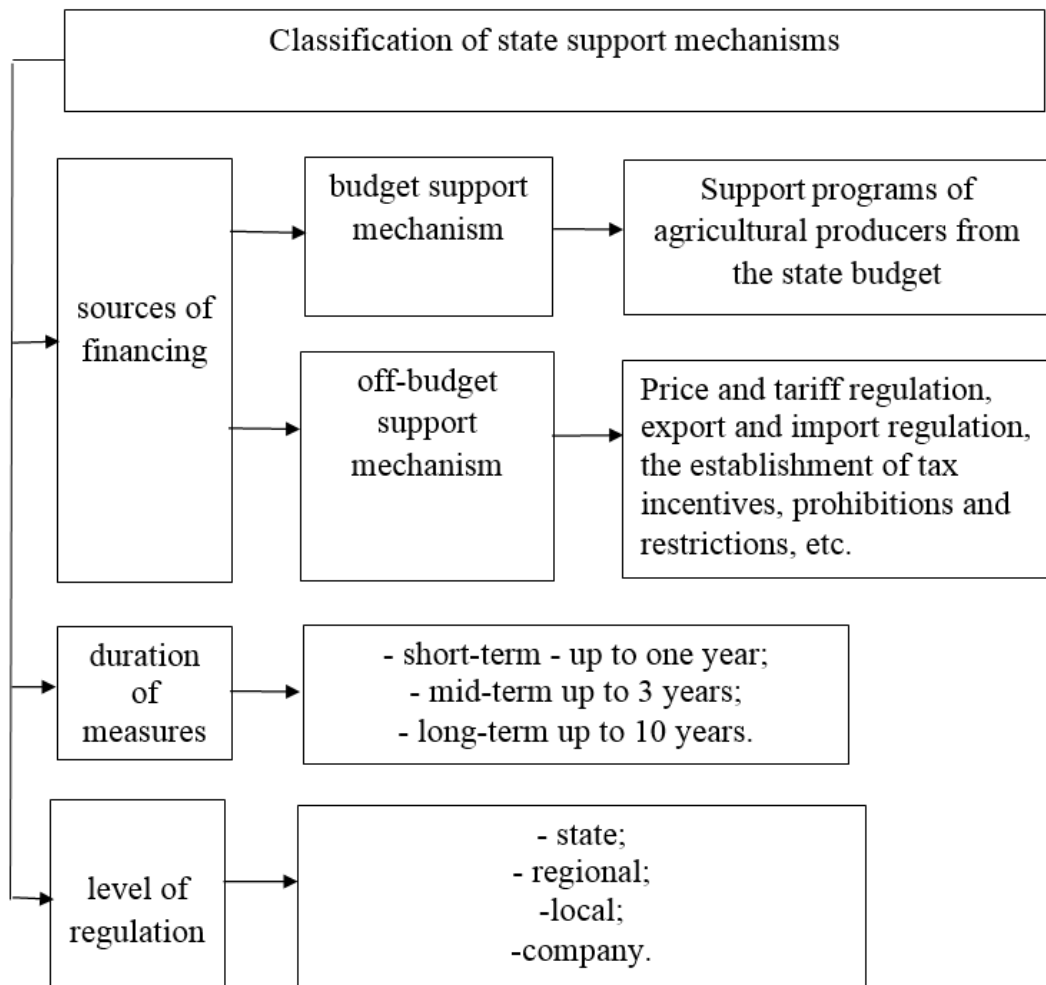 Classification of state support mechanisms
sources of
financing
budget support
mechanism
Support programs of
agricultural producers from
the state budget
off-budget
support
mechanism
Price and tariff regulation,
export and import regulation,
the establishment of tax
incentives, prohibitions and
restrictions, etc.
duration
of
measures
- short-term - up to one year;
- mid-term up to 3 years;
- long-term up to 10 years.
level of
regulation
- state;
- regional;
-local;
-company.